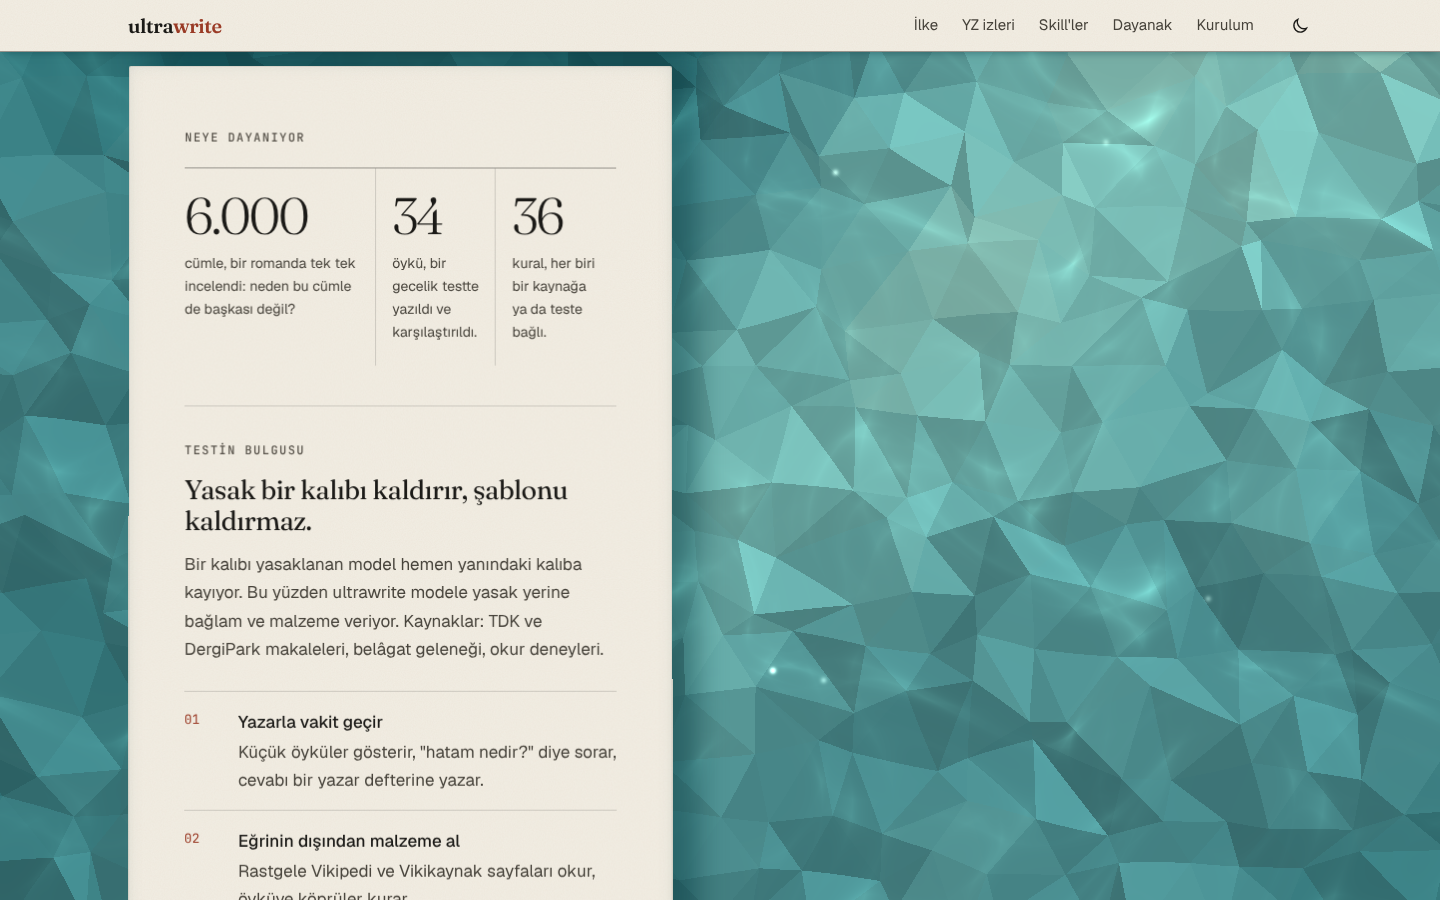 ultrawrite
İlke YZ izleri Skill'ler Dayanak Kurulum
NEYE DAYANIYOR
6.000
cümle, bir romanda tek tek
incelendi: neden bu cümle
de başkası değil?
34
öykü, bir
gecelik testte
yazıldı ve
karşılaştırıldı.
36
kural, her biri
bir kaynağa
ya da teste
bağlı.
TESTİN BULGUSU
Yasak bir kalıbı kaldırır, şablonu
kaldırmaz.
Bir kalıbı yasaklanan model hemen yanındaki kalıba
kayıyor. Bu yüzden ultrawrite modele yasak yerine
bağlam ve malzeme veriyor. Kaynaklar: TDK ve
DergiPark makaleleri, belâgat geleneği, okur deneyleri.
01 Yazarla vakit geçir
Küçük öyküler gösterir, "hatam nedir?" diye sorar,
cevabı bir yazar defterine yazar.
02 Eğrinin dışından malzeme al
Rastgele Vikipedi ve Vikikaynak sayfaları okur,
öyküye köprüler kurar.